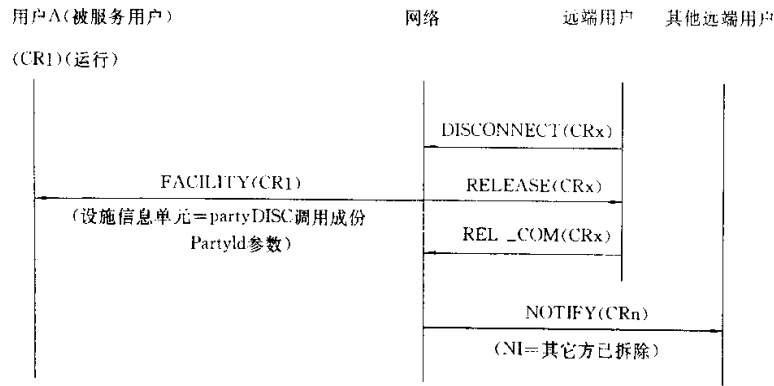 用户A(被服务用户) 网络 远端用户 其他远端用户
(CR1)(运行)
DISCONNECT(CRx)
FACILITY(CR1) RELEASE(CRx)
(设施信息单元=partyDISC调用成份
PartyId参数)
REL_COM(CRx)
NOTIFY(CRn)
(NI=其它方已拆除)